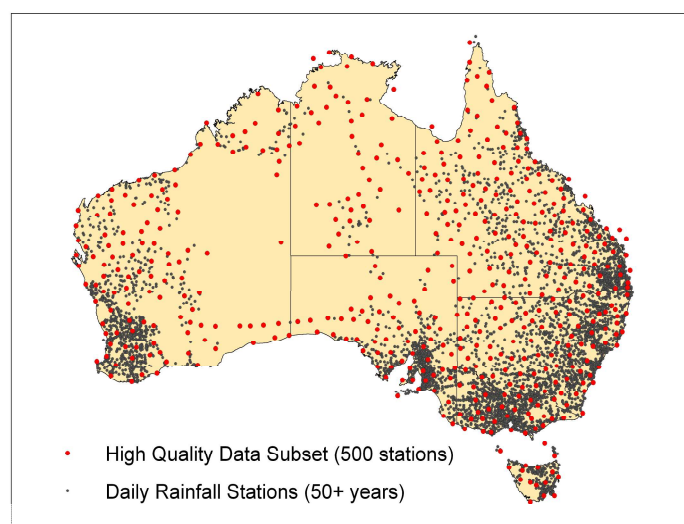 High Quality Data Subset (500 stations)
Daily Rainfall Stations (50+ years)